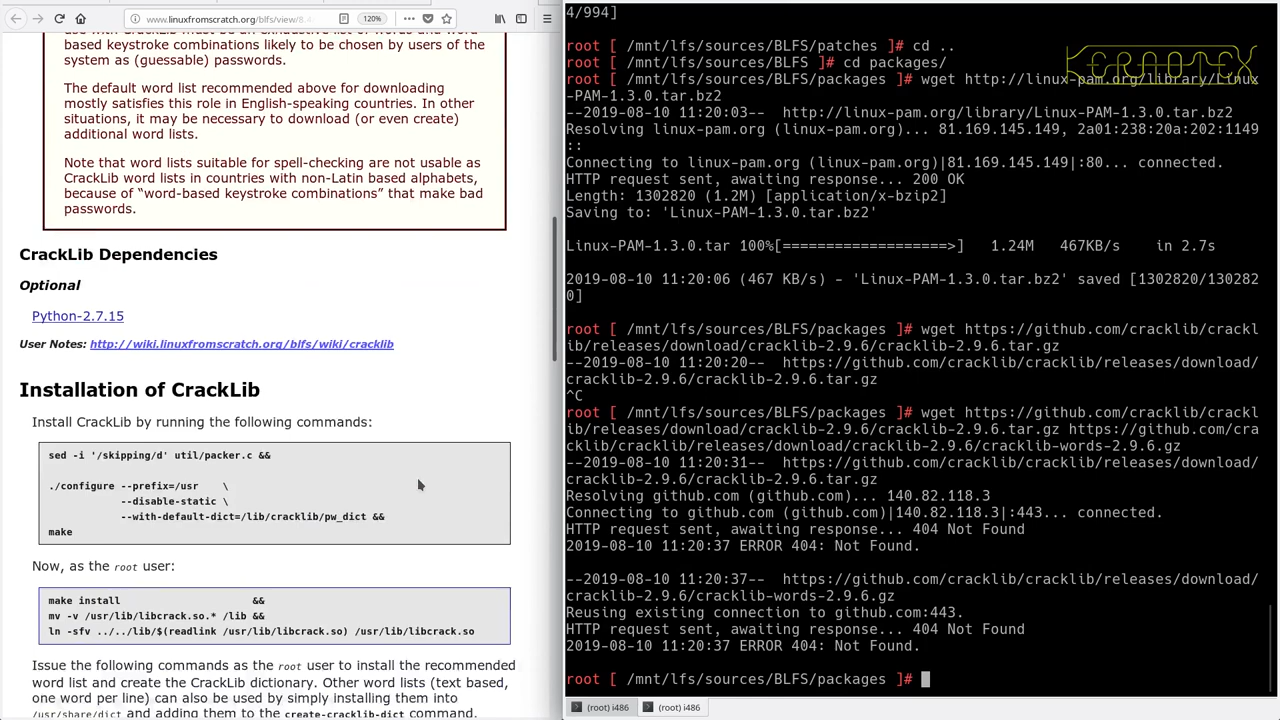 www.linuxfromscratch.org/blfs/view/8.4
120%
use with CrackLib must be an exhaustive list of words and word
based keystroke combinations likely to be chosen by users of the
system as (guessable) passwords.
The default word list recommended above for downloading
mostly satisfies this role in English-speaking countries. In other
situations, it may be necessary to download (or even create)
additional word lists.
Note that word lists suitable for spell-checking are not usable as
CrackLib word lists in countries with non-Latin based alphabets,
because of “word-based keystroke combinations” that make bad
passwords.
CrackLib Dependencies
Optional
Python-2.7.15
User Notes: http://wiki.linuxfromscratch.org/blfs/wiki/cracklib
Installation of CrackLib
Install CrackLib by running the following commands:
sed -i '/skipping/d' util/packer.c &&
./configure --prefix=/usr \
--disable-static \
--with-default-dict=/lib/cracklib/pw_dict &&
make
Now, as the root user:
make install &&
mv -v /usr/lib/libcrack.so.* /lib &&
ln -sfv ../../lib/$(readlink /usr/lib/libcrack.so) /usr/lib/libcrack.so
Issue the following commands as the root user to install the recommended
word list and create the CrackLib dictionary. Other word lists (text based,
one word per line) can also be used by simply installing them into
/usr/share/dict and adding them to the create-cracklib-dict command.
4/994]
root [ /mnt/lfs/sources/BLFS/patches ]# cd ..
root [ /mnt/lfs/sources/BLFS ]# cd packages/
root [ /mnt/lfs/sources/BLFS/packages ]# wget http://linux-pam.org/library/Linux
-PAM-1.3.0.tar.bz2
--2019-08-10 11:20:03-- http://linux-pam.org/library/Linux-PAM-1.3.0.tar.bz2
Resolving linux-pam.org (linux-pam.org)... 81.169.145.149, 2a01:238:20a:202:1149
::
Connecting to linux-pam.org (linux-pam.org)|81.169.145.149|:80... connected.
HTTP request sent, awaiting response... 200 OK
Length: 1302820 (1.2M) [application/x-bzip2]
Saving to: 'Linux-PAM-1.3.0.tar.bz2'
Linux-PAM-1.3.0.tar 100%[===================>] 1.24M 467KB/s in 2.7s
2019-08-10 11:20:06 (467 KB/s) - 'Linux-PAM-1.3.0.tar.bz2' saved [1302820/130282
0]
root [ /mnt/lfs/sources/BLFS/packages ]# wget https://github.com/cracklib/crackl
ib/releases/download/cracklib-2.9.6/cracklib-2.9.6.tar.gz
--2019-08-10 11:20:20-- https://github.com/cracklib/cracklib/releases/download/
cracklib-2.9.6/cracklib-2.9.6.tar.gz
^C
root [ /mnt/lfs/sources/BLFS/packages ]# wget https://github.com/cracklib/crackl
ib/releases/download/cracklib-2.9.6/cracklib-2.9.6.tar.gz https://github.com/cra
cklib/cracklib/releases/download/cracklib-2.9.6/cracklib-words-2.9.6.gz
--2019-08-10 11:20:31-- https://github.com/cracklib/cracklib/releases/download/
cracklib-2.9.6/cracklib-2.9.6.tar.gz
Resolving github.com (github.com)... 140.82.118.3
Connecting to github.com (github.com)|140.82.118.3|:443... connected.
HTTP request sent, awaiting response... 404 Not Found
2019-08-10 11:20:37 ERROR 404: Not Found.
--2019-08-10 11:20:37-- https://github.com/cracklib/cracklib/releases/download/
cracklib-2.9.6/cracklib-words-2.9.6.gz
Reusing existing connection to github.com:443.
HTTP request sent, awaiting response... 404 Not Found
2019-08-10 11:20:37 ERROR 404: Not Found.
root [ /mnt/lfs/sources/BLFS/packages ]#
(root) i486
(root) i486